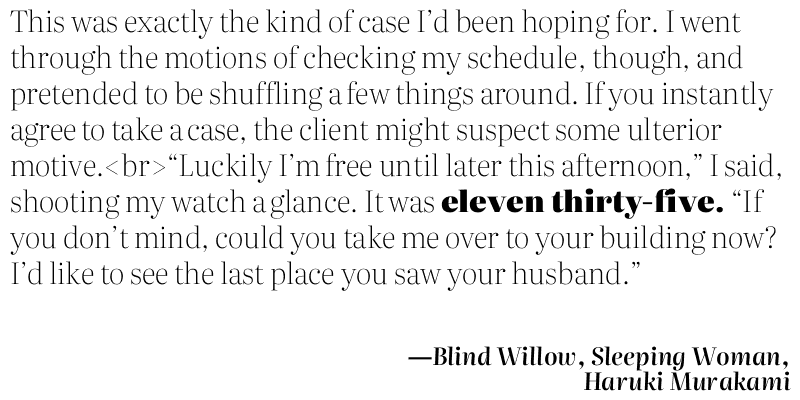 This was exactly the kind of case I’d been hoping for. I went
through the motions of checking my schedule, though, and
pretended to be shuffling a few things around. If you instantly
agree to take a case, the client might suspect some ulterior
motive.<br>“Luckily I’m free until later this afternoon,” I said,
shooting my watch a glance. It was eleven thirty-five. “If
you don’t mind, could you take me over to your building now?
I’d like to see the last place you saw your husband.”
—Blind Willow, Sleeping Woman,
Haruki Murakami